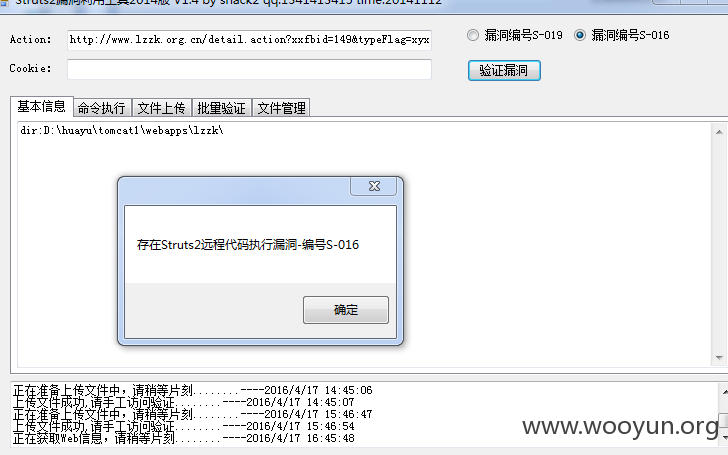 Struts2漏洞利用工具2014版 V1.4 by shack2 qq:1341413415 time:20141112
Action:
http://www.lzzk.org.cn/detail.action?xxfbid=149&typeFlag=xyx
漏洞编号S-019
漏洞编号S-016
Cookie:
验证漏洞
基本信息
命令执行
文件上传
批量验证
文件管理
dir:D:\huayu\tomcat1\webapps\lzzk\
存在Struts2远程代码执行漏洞-编号S-016
确定
正在准备上传文件中，请稍等片刻........----2016/4/17 14:45:06
上传文件成功,请手工访问验证........----2016/4/17 14:45:07
正在准备上传文件中，请稍等片刻........----2016/4/17 15:46:47
上传文件成功,请手工访问验证........----2016/4/17 15:46:54
正在获取Web信息，请稍等片刻........----2016/4/17 16:45:48
www.wooyun.org